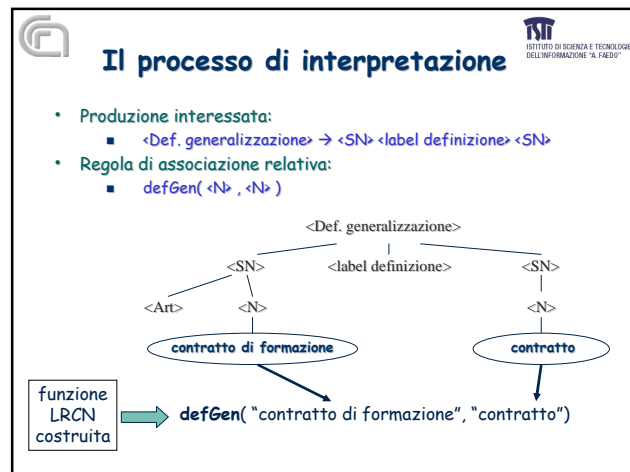 ISTI
ISTITUTO DI SCIENZA E TECNOLOGIE
DELL'INFORMAZIONE "A. FAEDO"
Il processo di interpretazione
• Produzione interessata:
■ <Def. generalizzazione> → <SN> <label definizione> <SN>
• Regola di associazione relativa:
■ defGen( <N> , <N> )
<Def. generalizzazione>
<SN> <label definizione> <SN>
<Art> <N> <N>
contratto di formazione contratto
funzione
LRCN
costruita
defGen( "contratto di formazione", "contratto")